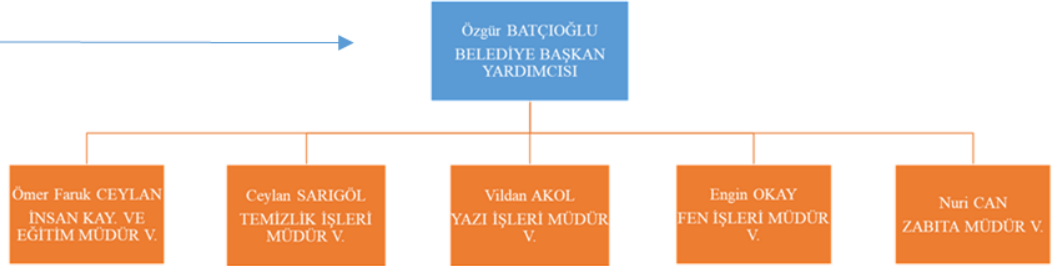 Özgür BATÇIOĞLU
BELEDİYE BAŞKAN
YARDIMCISI
Ömer Faruk CEYLAN
İNSAN KAY. VE
EĞİTİM MÜDÜR V.
Ceylan SARIGÖL
TEMİZLİK İŞLERİ
MÜDÜR V.
Vildan AKOL
YAZI İŞLERİ MÜDÜR
V.
Engin OKAY
FEN İŞLERİ MÜDÜR
V.
Nuri CAN
ZABITA MÜDÜR V.